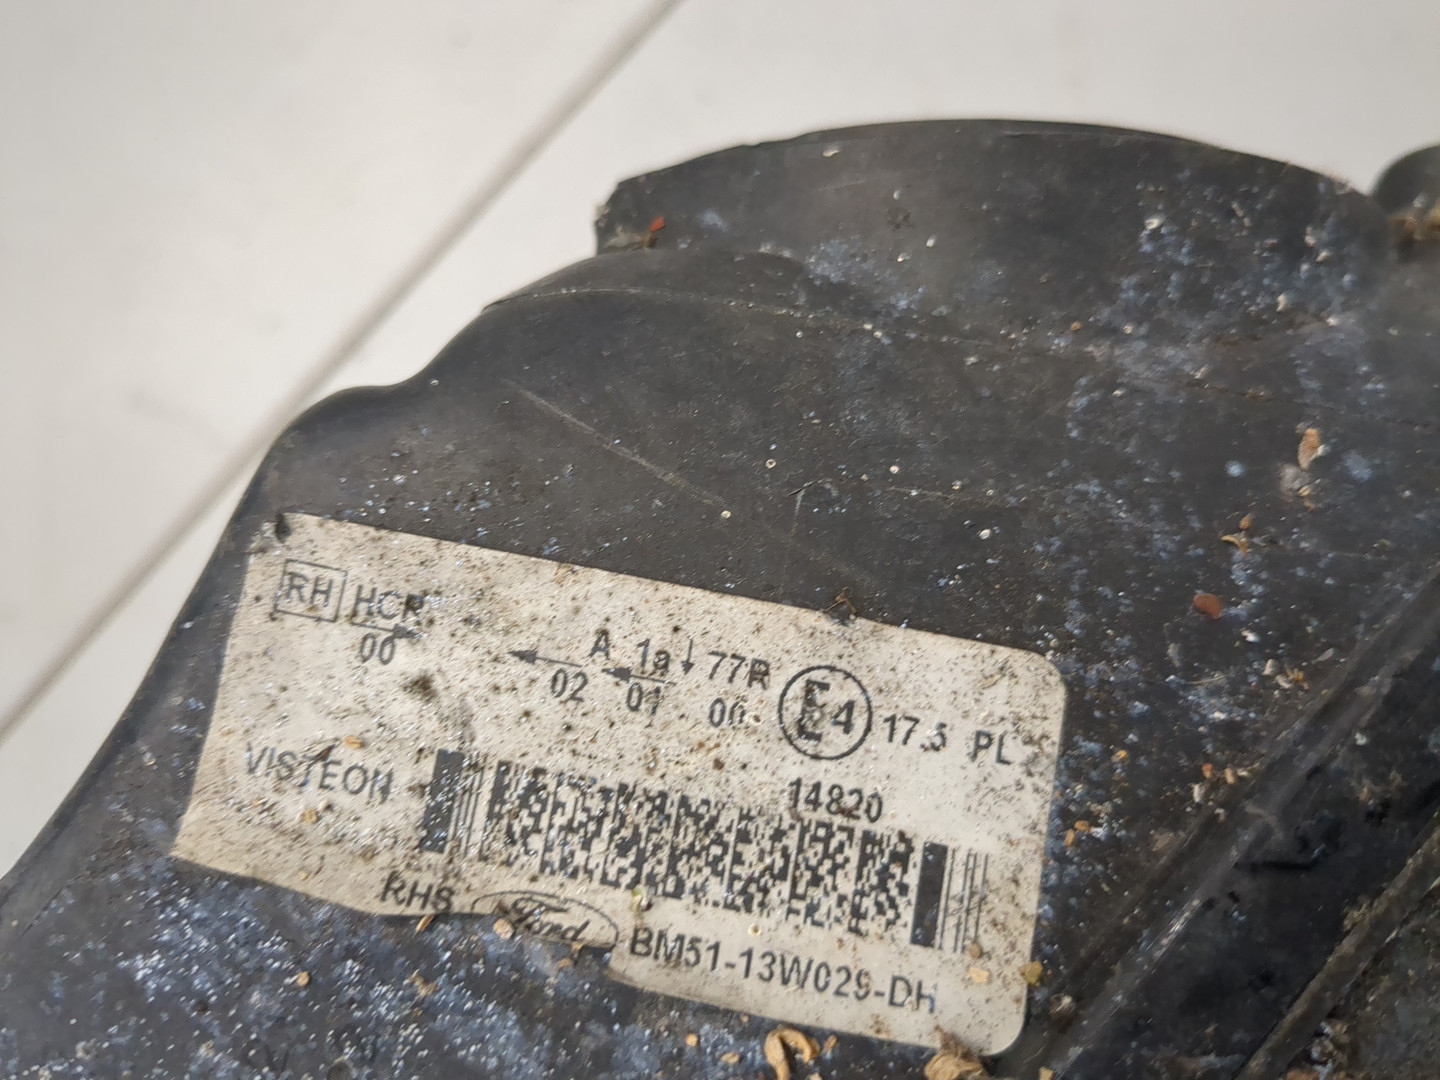 RH HCR
00
A 1a 77R
02 01 00
E4 17.5 PL
14820
VISTEON
RHS Ford BM51-13W029-DH